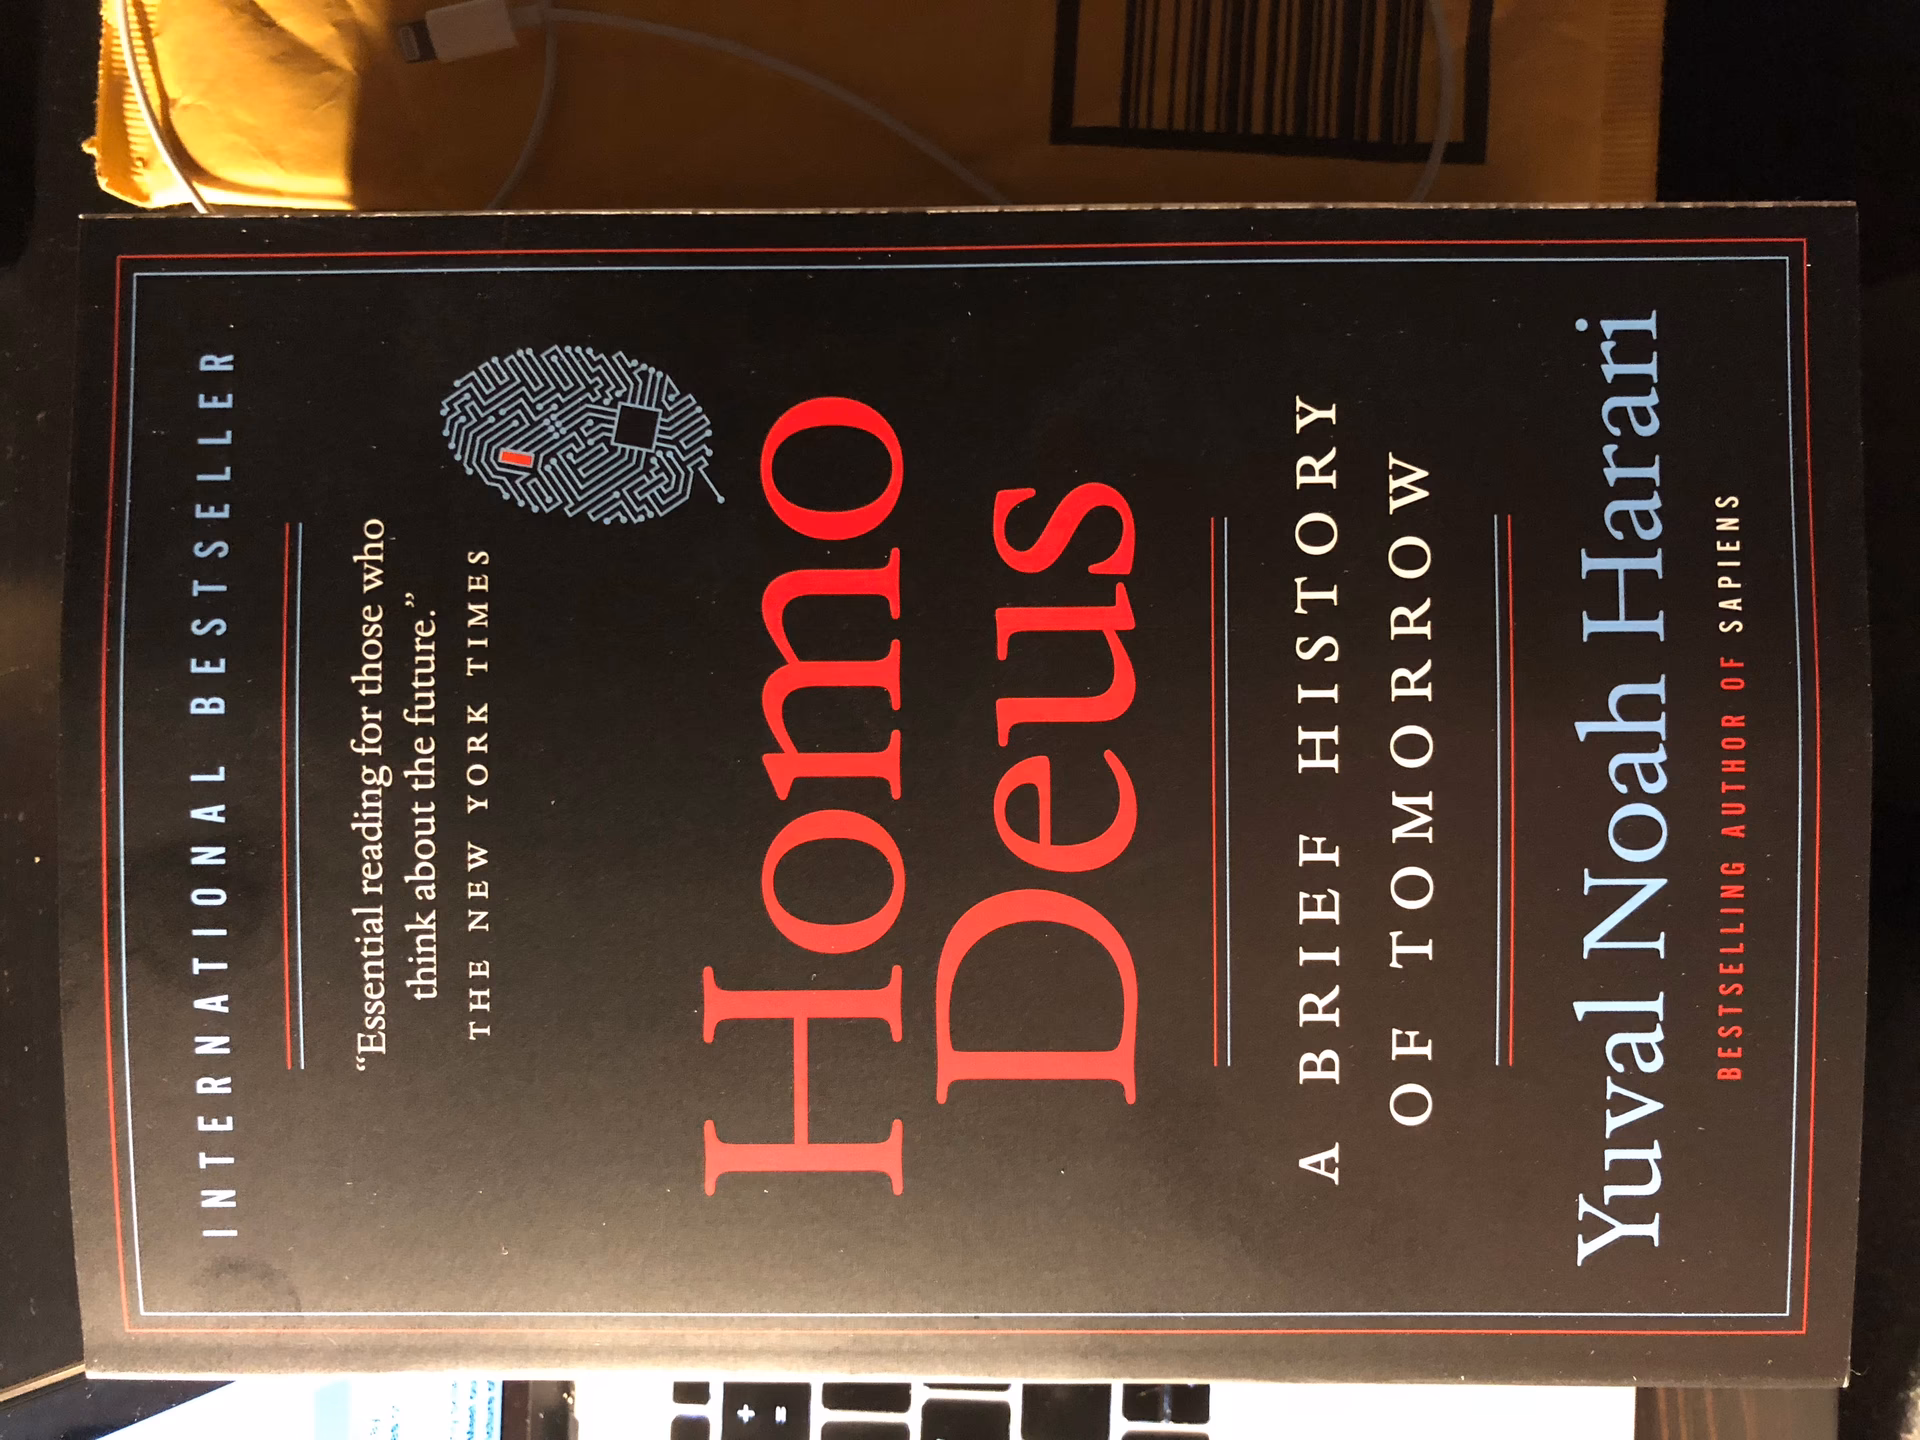 INTERNATIONAL BESTSELLER
“Essential reading for those who
think about the future.”
THE NEW YORK TIMES
Homo
Deus
A BRIEF HISTORY
OF TOMORROW
Yuval Noah Harari
BESTSELLING AUTHOR OF SAPIENS
+
=